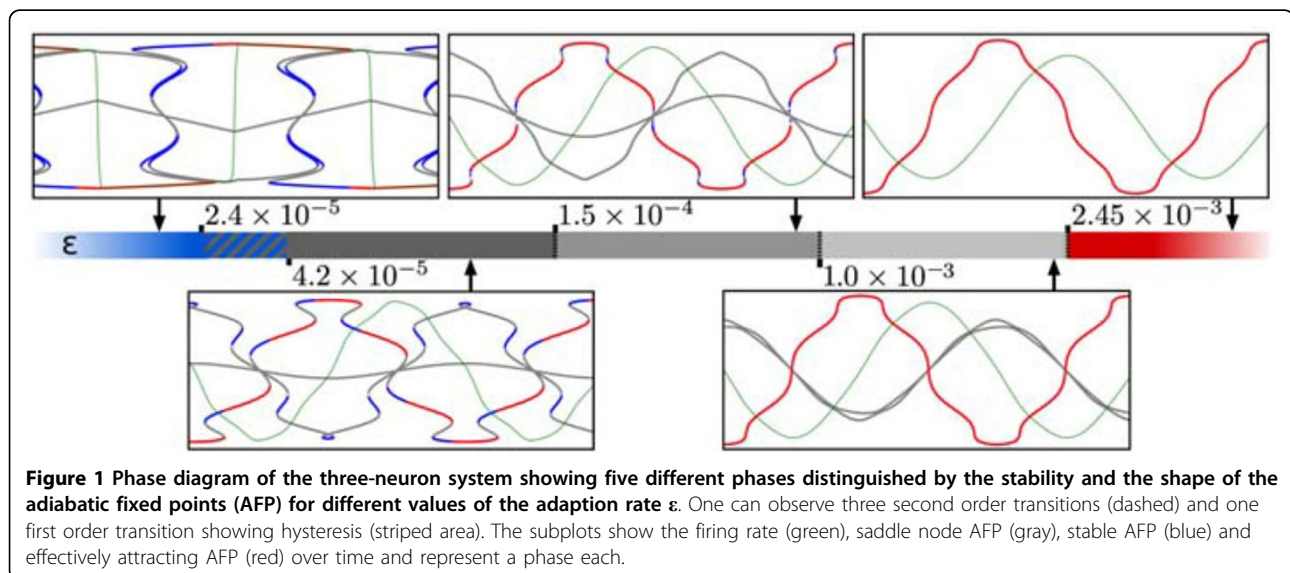 2.4 × 10⁻⁵
1.5 × 10⁻⁴
2.45 × 10⁻³
ε
4.2 × 10⁻⁵
1.0 × 10⁻³
Figure 1 Phase diagram of the three-neuron system showing five different phases distinguished by the stability and the shape of the
adiabatic fixed points (AFP) for different values of the adaption rate ε. One can observe three second order transitions (dashed) and one
first order transition showing hysteresis (striped area). The subplots show the firing rate (green), saddle node AFP (gray), stable AFP (blue) and
effectively attracting AFP (red) over time and represent a phase each.